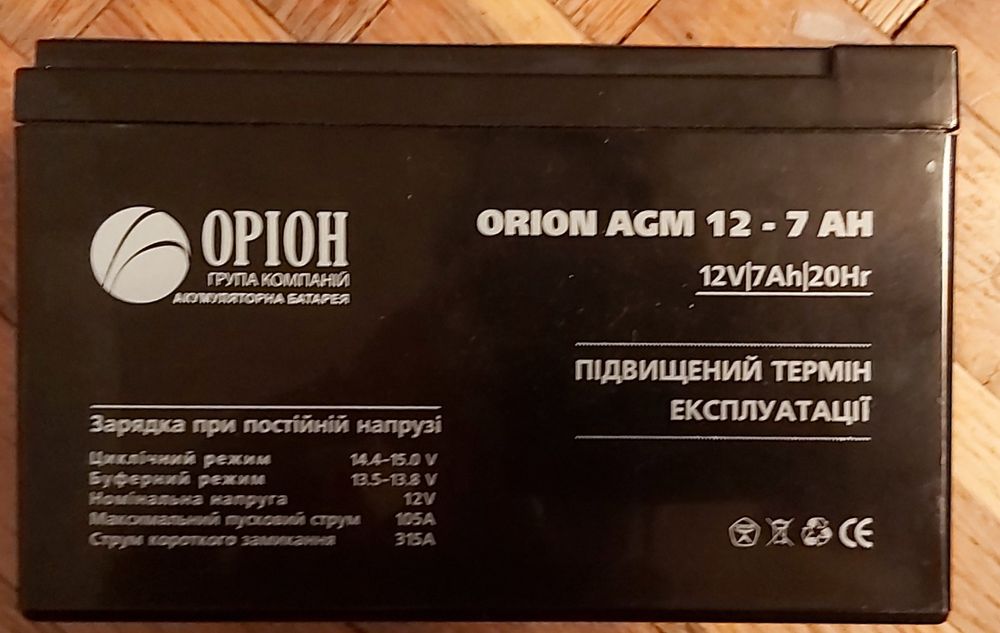 ОРІОН
ГРУПА КОМПАНІЙ
АКУМУЛЯТОРНА БАТАРЕЯ
ORION AGM 12 - 7 AH
12V|7Ah|20Hr
ПІДВИЩЕНИЙ ТЕРМІН
ЕКСПЛУАТАЦІЇ
Зарядка при постійній напрузі
Циклічний режим 14.4-15.0 V
Буферний режим 13.5-13.8 V
Номінальна напруга 12V
Максимальний пусковий струм 105A
Струм короткого замикання 315A
CE